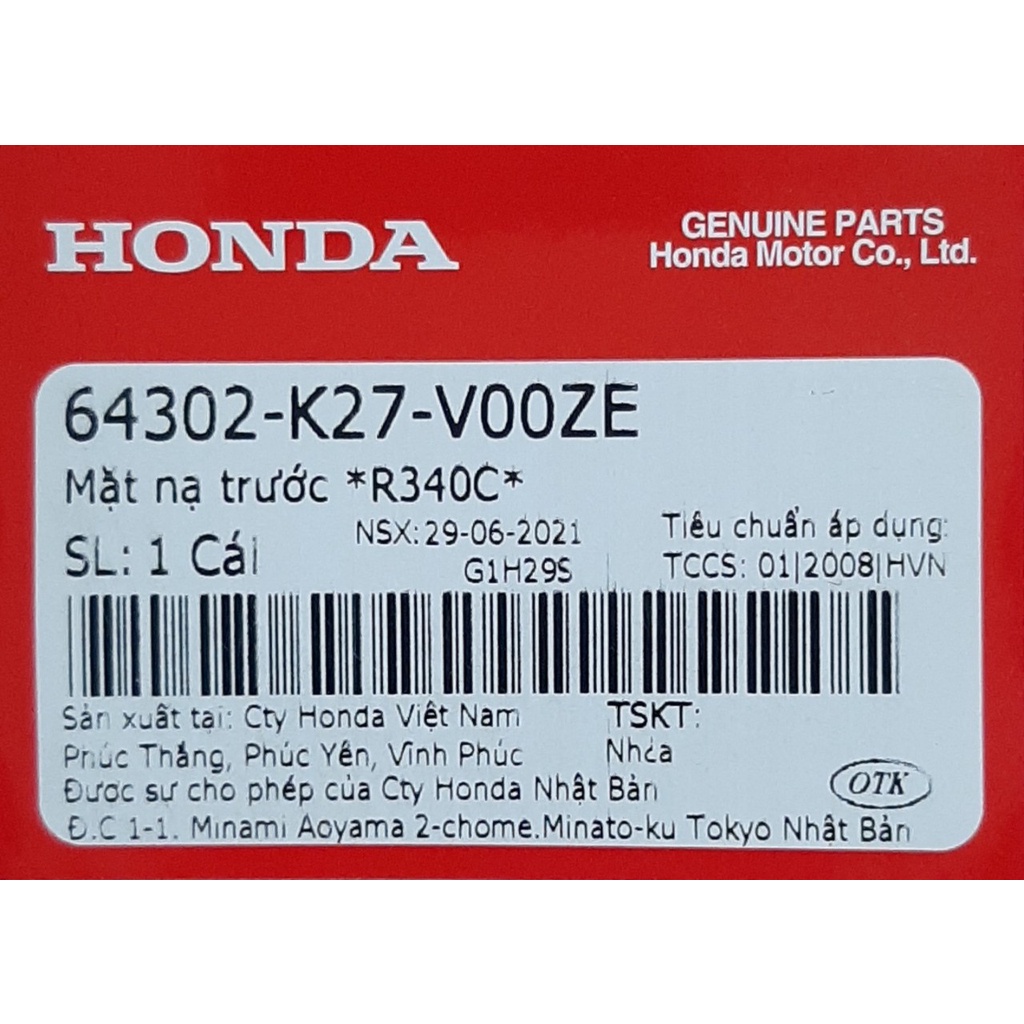 HONDA
GENUINE PARTS
Honda Motor Co., Ltd.
64302-K27-V00ZE
Mặt nạ trước *R340C*
SL: 1 Cái
NSX: 29-06-2021
G1H29S
Tiêu chuẩn áp dụng:
TCCS: 01|2008|HVN
Sản xuất tại: Cty Honda Việt Nam
Phúc Thắng, Phúc Yên, Vĩnh Phúc
TSKT:
Nhựa
Được sự cho phép của Cty Honda Nhật Bản
Đ.C 1-1. Minami Aoyama 2-chome.Minato-ku Tokyo Nhật Bản
OTK